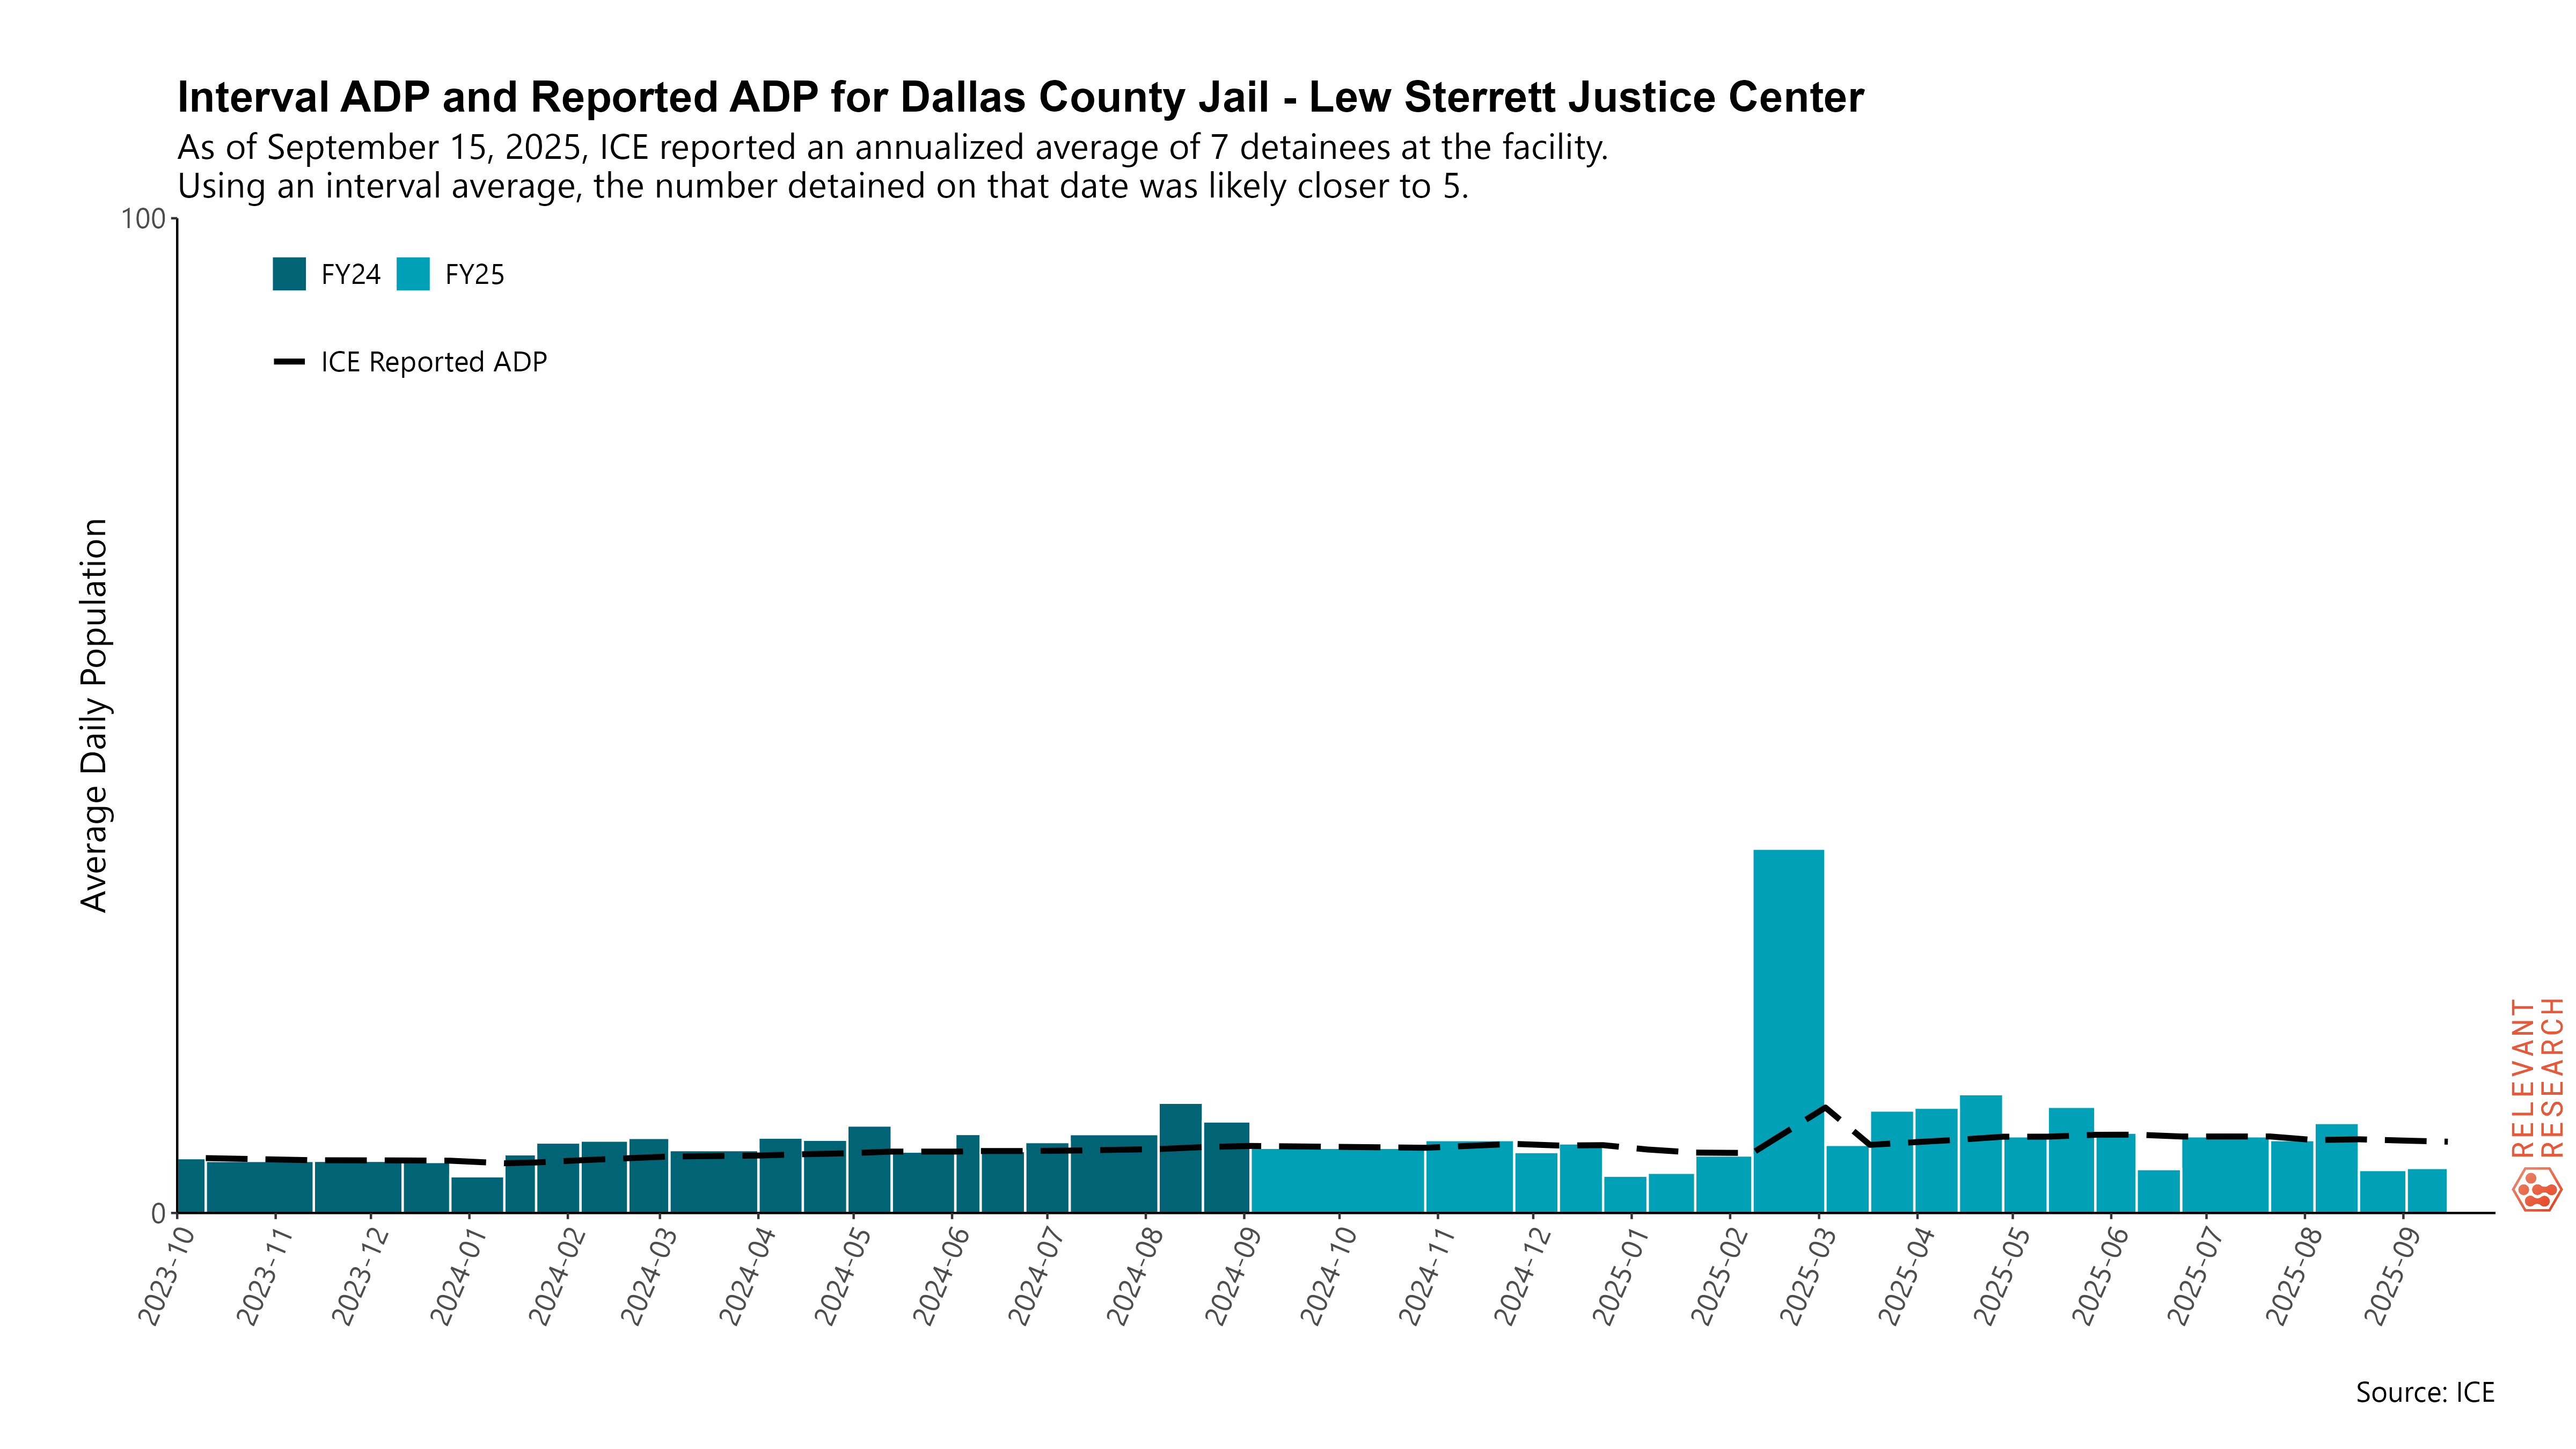 Interval ADP and Reported ADP for Dallas County Jail - Lew Sterrett Justice Center
As of September 15, 2025, ICE reported an annualized average of 7 detainees at the facility.
Using an interval average, the number detained on that date was likely closer to 5.
100
FY24 FY25
ICE Reported ADP
Average Daily Population
0
2023-10 2023-11 2023-12 2024-01 2024-02 2024-03 2024-04 2024-05 2024-06 2024-07 2024-08 2024-09 2024-10 2024-11 2024-12 2025-01 2025-02 2025-03 2025-04 2025-05 2025-06 2025-07 2025-08 2025-09
RELEVANT
RESEARCH
Source: ICE